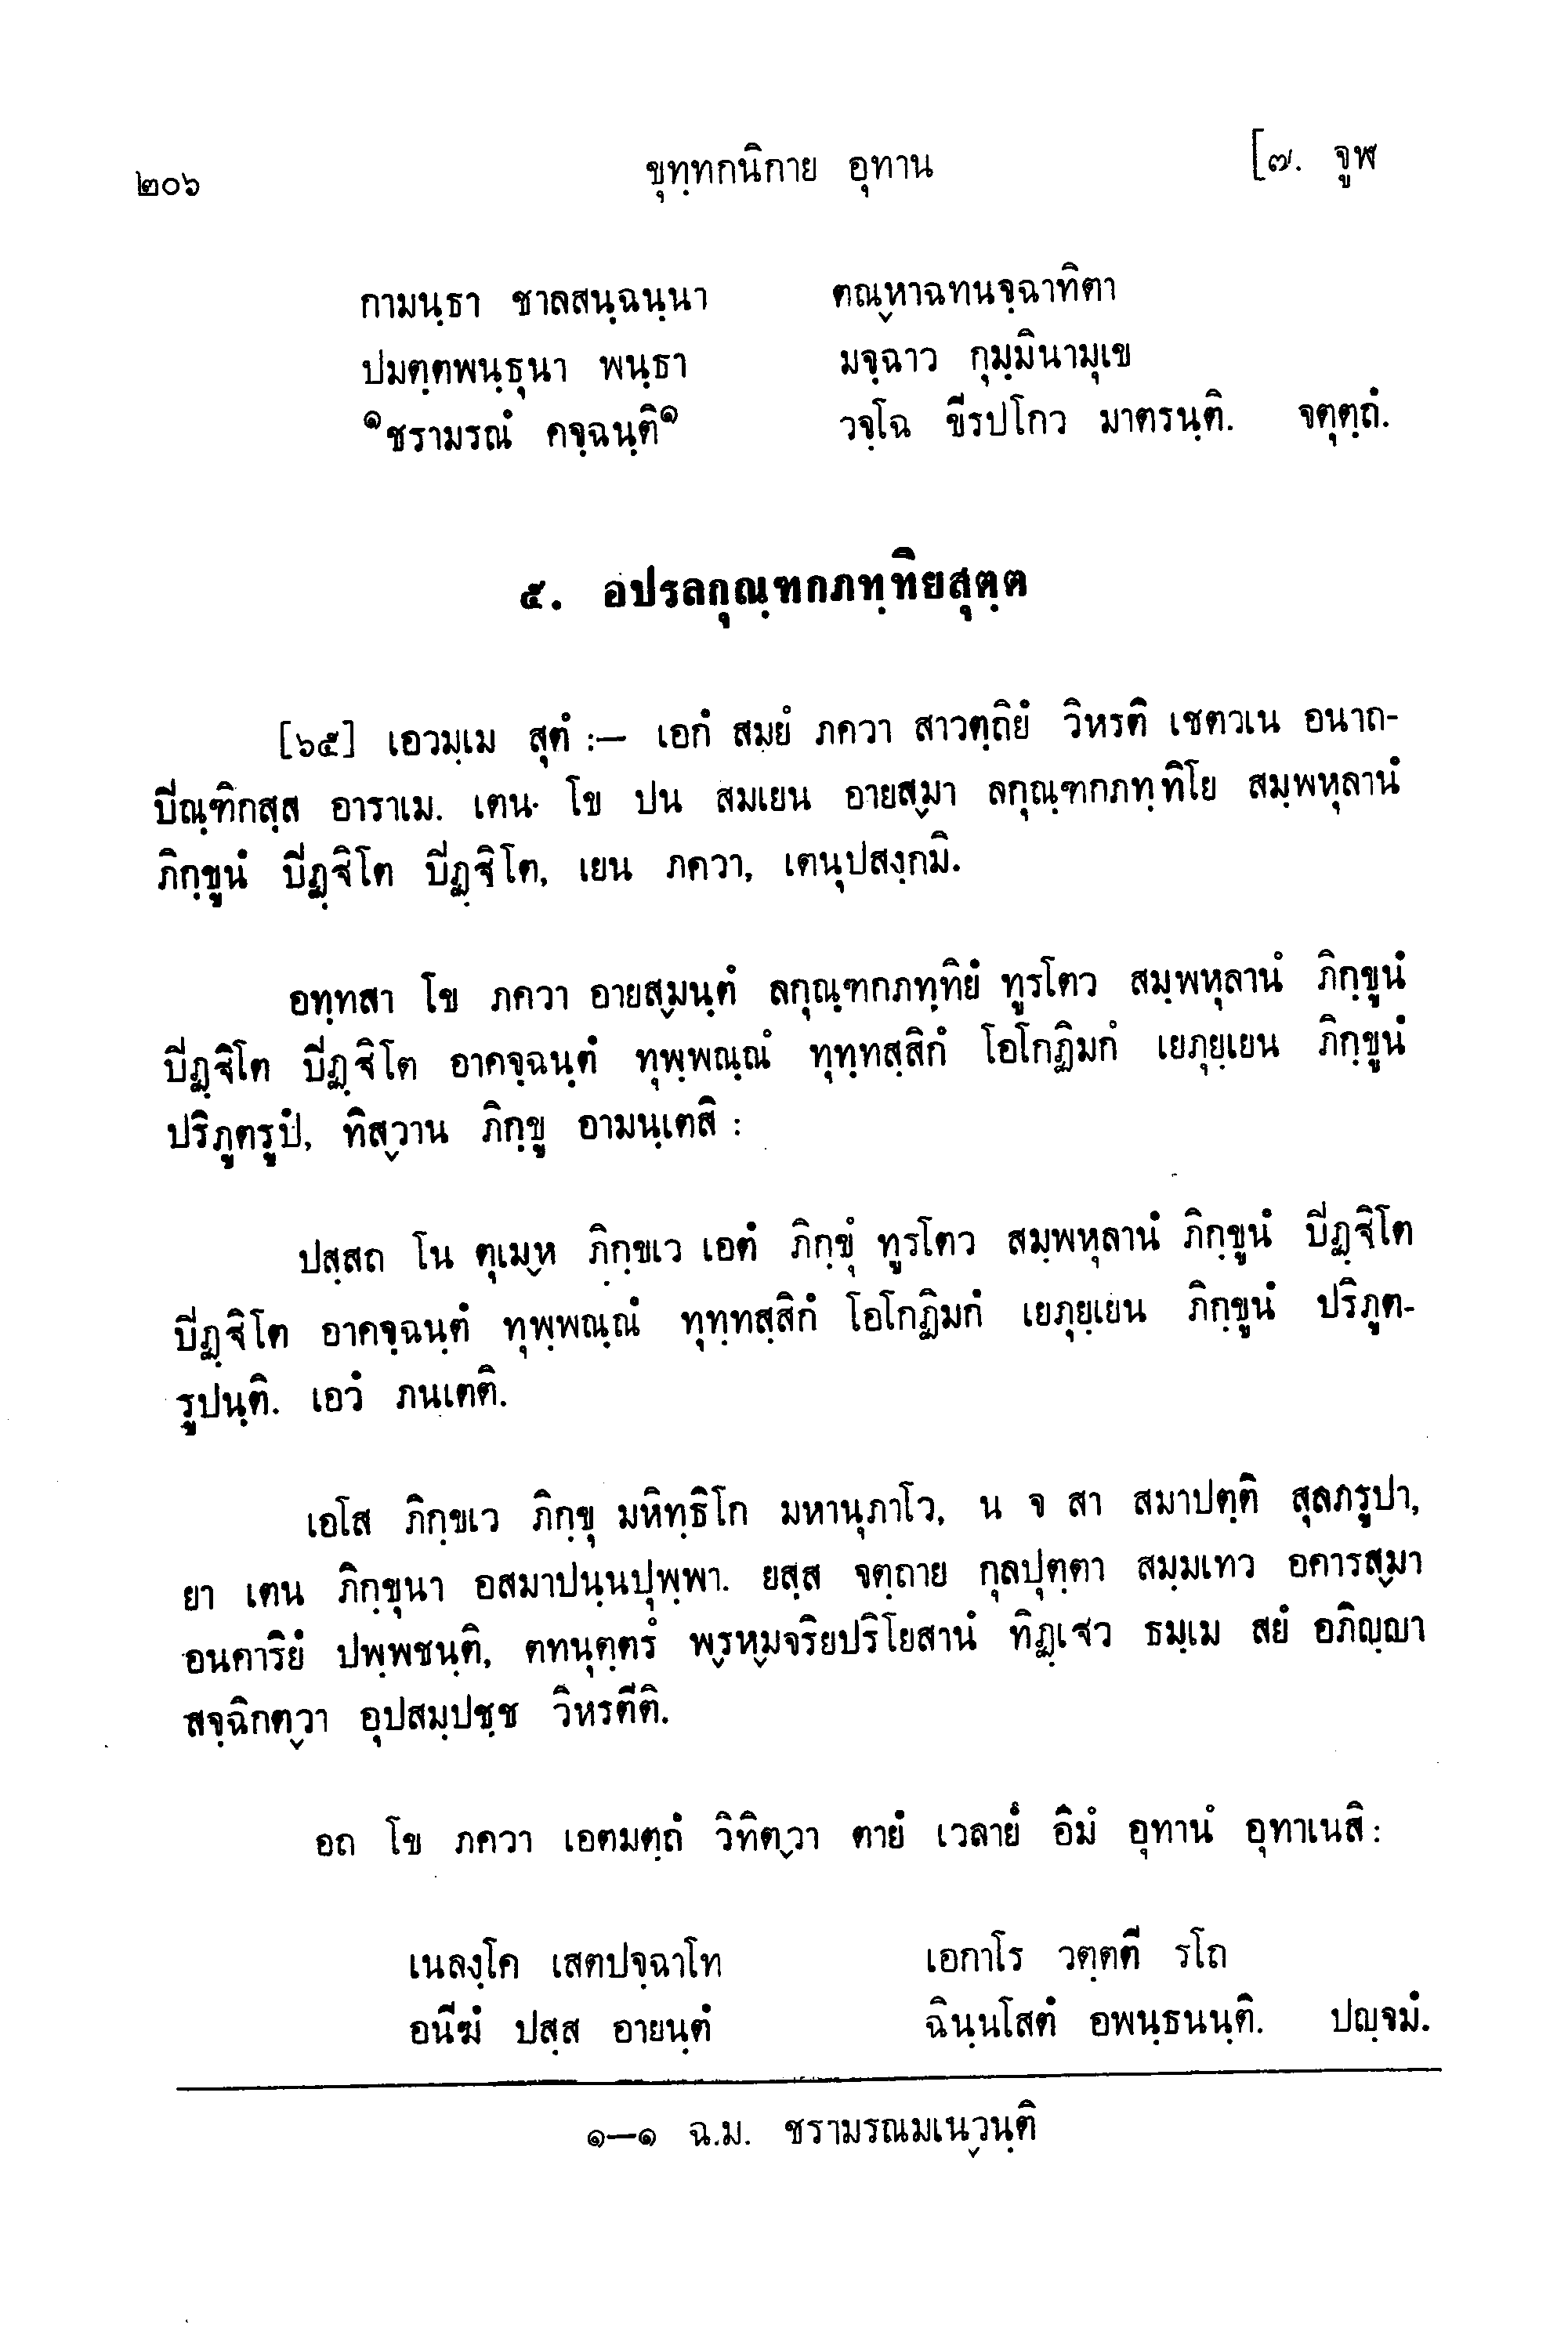 ๒๐๖ ขุทฺทกนิกาย อุทาน [๗. จูฬ
กามนฺธา ชาลสนฺฉนฺนา ตณฺหาฉทนจฺฉาทิตา
ปมตฺตพนฺธุนา พนฺธา มจฺฉาว กุมฺมินามุเข
๑ชรามรณํ คจฺฉนฺติ๑ วจฺโฉ ขีรปโกว มาตรนฺติ. จตุตฺถํ.
๕. อปรลกุณฺฑกภทฺทิยสุตฺต
[๖๕] เอวมฺเม สุตํ :— เอกํ สมยํ ภควา สาวตฺถิยํ วิหรติ เชตวเน อนาถ-
ปิณฺฑิกสฺส อาราเม. เตน โข ปน สมเยน อายสฺมา ลกุณฺฑกภทฺทิโย สมฺพหุลานํ
ภิกฺขูนํ ปิฏฺฐิโต ปิฏฺฐิโต, เยน ภควา, เตนุปสงฺกมิ.
อทฺทสา โข ภควา อายสฺมนฺตํ ลกุณฺฑกภทฺทิยํ ทูรโตว สมฺพหุลานํ ภิกฺขูนํ
ปิฏฺฐิโต ปิฏฺฐิโต อาคจฺฉนฺตํ ทุพฺพณฺณํ ทุทฺทสฺสิกํ โอโกฏิมกํ เยภุยฺเยน ภิกฺขูนํ
ปริภูตรูปํ, ทิสฺวาน ภิกฺขู อามนฺเตสิ :
ปสฺสถ โน ตุเมฺห ภิกฺขเว เอตํ ภิกฺขุํ ทูรโตว สมฺพหุลานํ ภิกฺขูนํ ปิฏฺฐิโต
ปิฏฺฐิโต อาคจฺฉนฺตํ ทุพฺพณฺณํ ทุทฺทสฺสิกํ โอโกฏิมกํ เยภุยฺเยน ภิกฺขูนํ ปริภูต-
รูปนฺติ. เอวํ ภนฺเตติ.
เอโส ภิกฺขเว ภิกฺขุ มหิทฺธิโก มหานุภาโว, น จ สา สมาปตฺติ สุลภรูปา,
ยา เตน ภิกฺขุนา อสมาปนฺนปุพฺพา. ยสฺส จตฺถาย กุลปุตฺตา สมฺมเทว อคารสฺมา
อนคาริยํ ปพฺพชนฺติ, ตทนุตฺตรํ พฺรหฺมจริยปริโยสานํ ทิฏฺเฐว ธมฺเม สยํ อภิญฺญา
สจฺฉิกตฺวา อุปสมฺปชฺช วิหรตีติ.
อถ โข ภควา เอตมตฺถํ วิทิตฺวา ตายํ เวลายํ อิมํ อุทานํ อุทาเนสิ :
เนลงฺโค เสตปจฺฉาโท เอกาโร วตฺตตี รโถ
อนีฆํ ปสฺส อายนฺตํ ฉินฺนโสตํ อพนฺธนนฺติ. ปญฺจมํ.
๑—๑ ฉ.ม. ชรามรณมเนฺวนฺติ